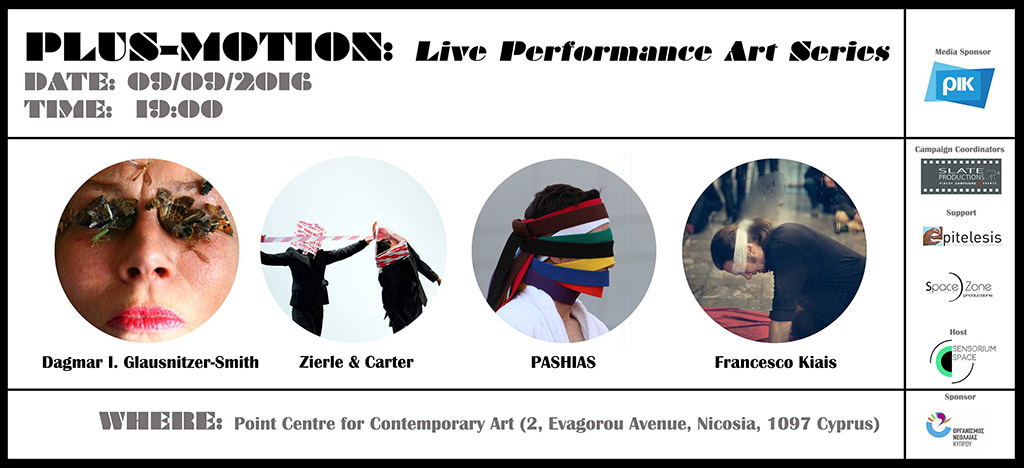 PLUS-MOTION: Live Performance Art Series
DATE: 09/09/2016
TIME: 19:00
Dagmar I. Glausnitzer-Smith
Zierle & Carter
PASHIAS
Francesco Kiais
WHERE: Point Centre for Contemporary Art (2, Evagorou Avenue, Nicosia, 1097 Cyprus)
Media Sponsor
ΡΙΚ
Campaign Coordinators
SLATE
PRODUCTIONS
Support
epitelesis
Space Zone
productions
Host
SENSORIUM
SPACE
Sponsor
ΟΡΓΑΝΙΣΜΟΣ
ΝΕΟΛΑΙΑΣ
ΚΥΠΡΟΥ